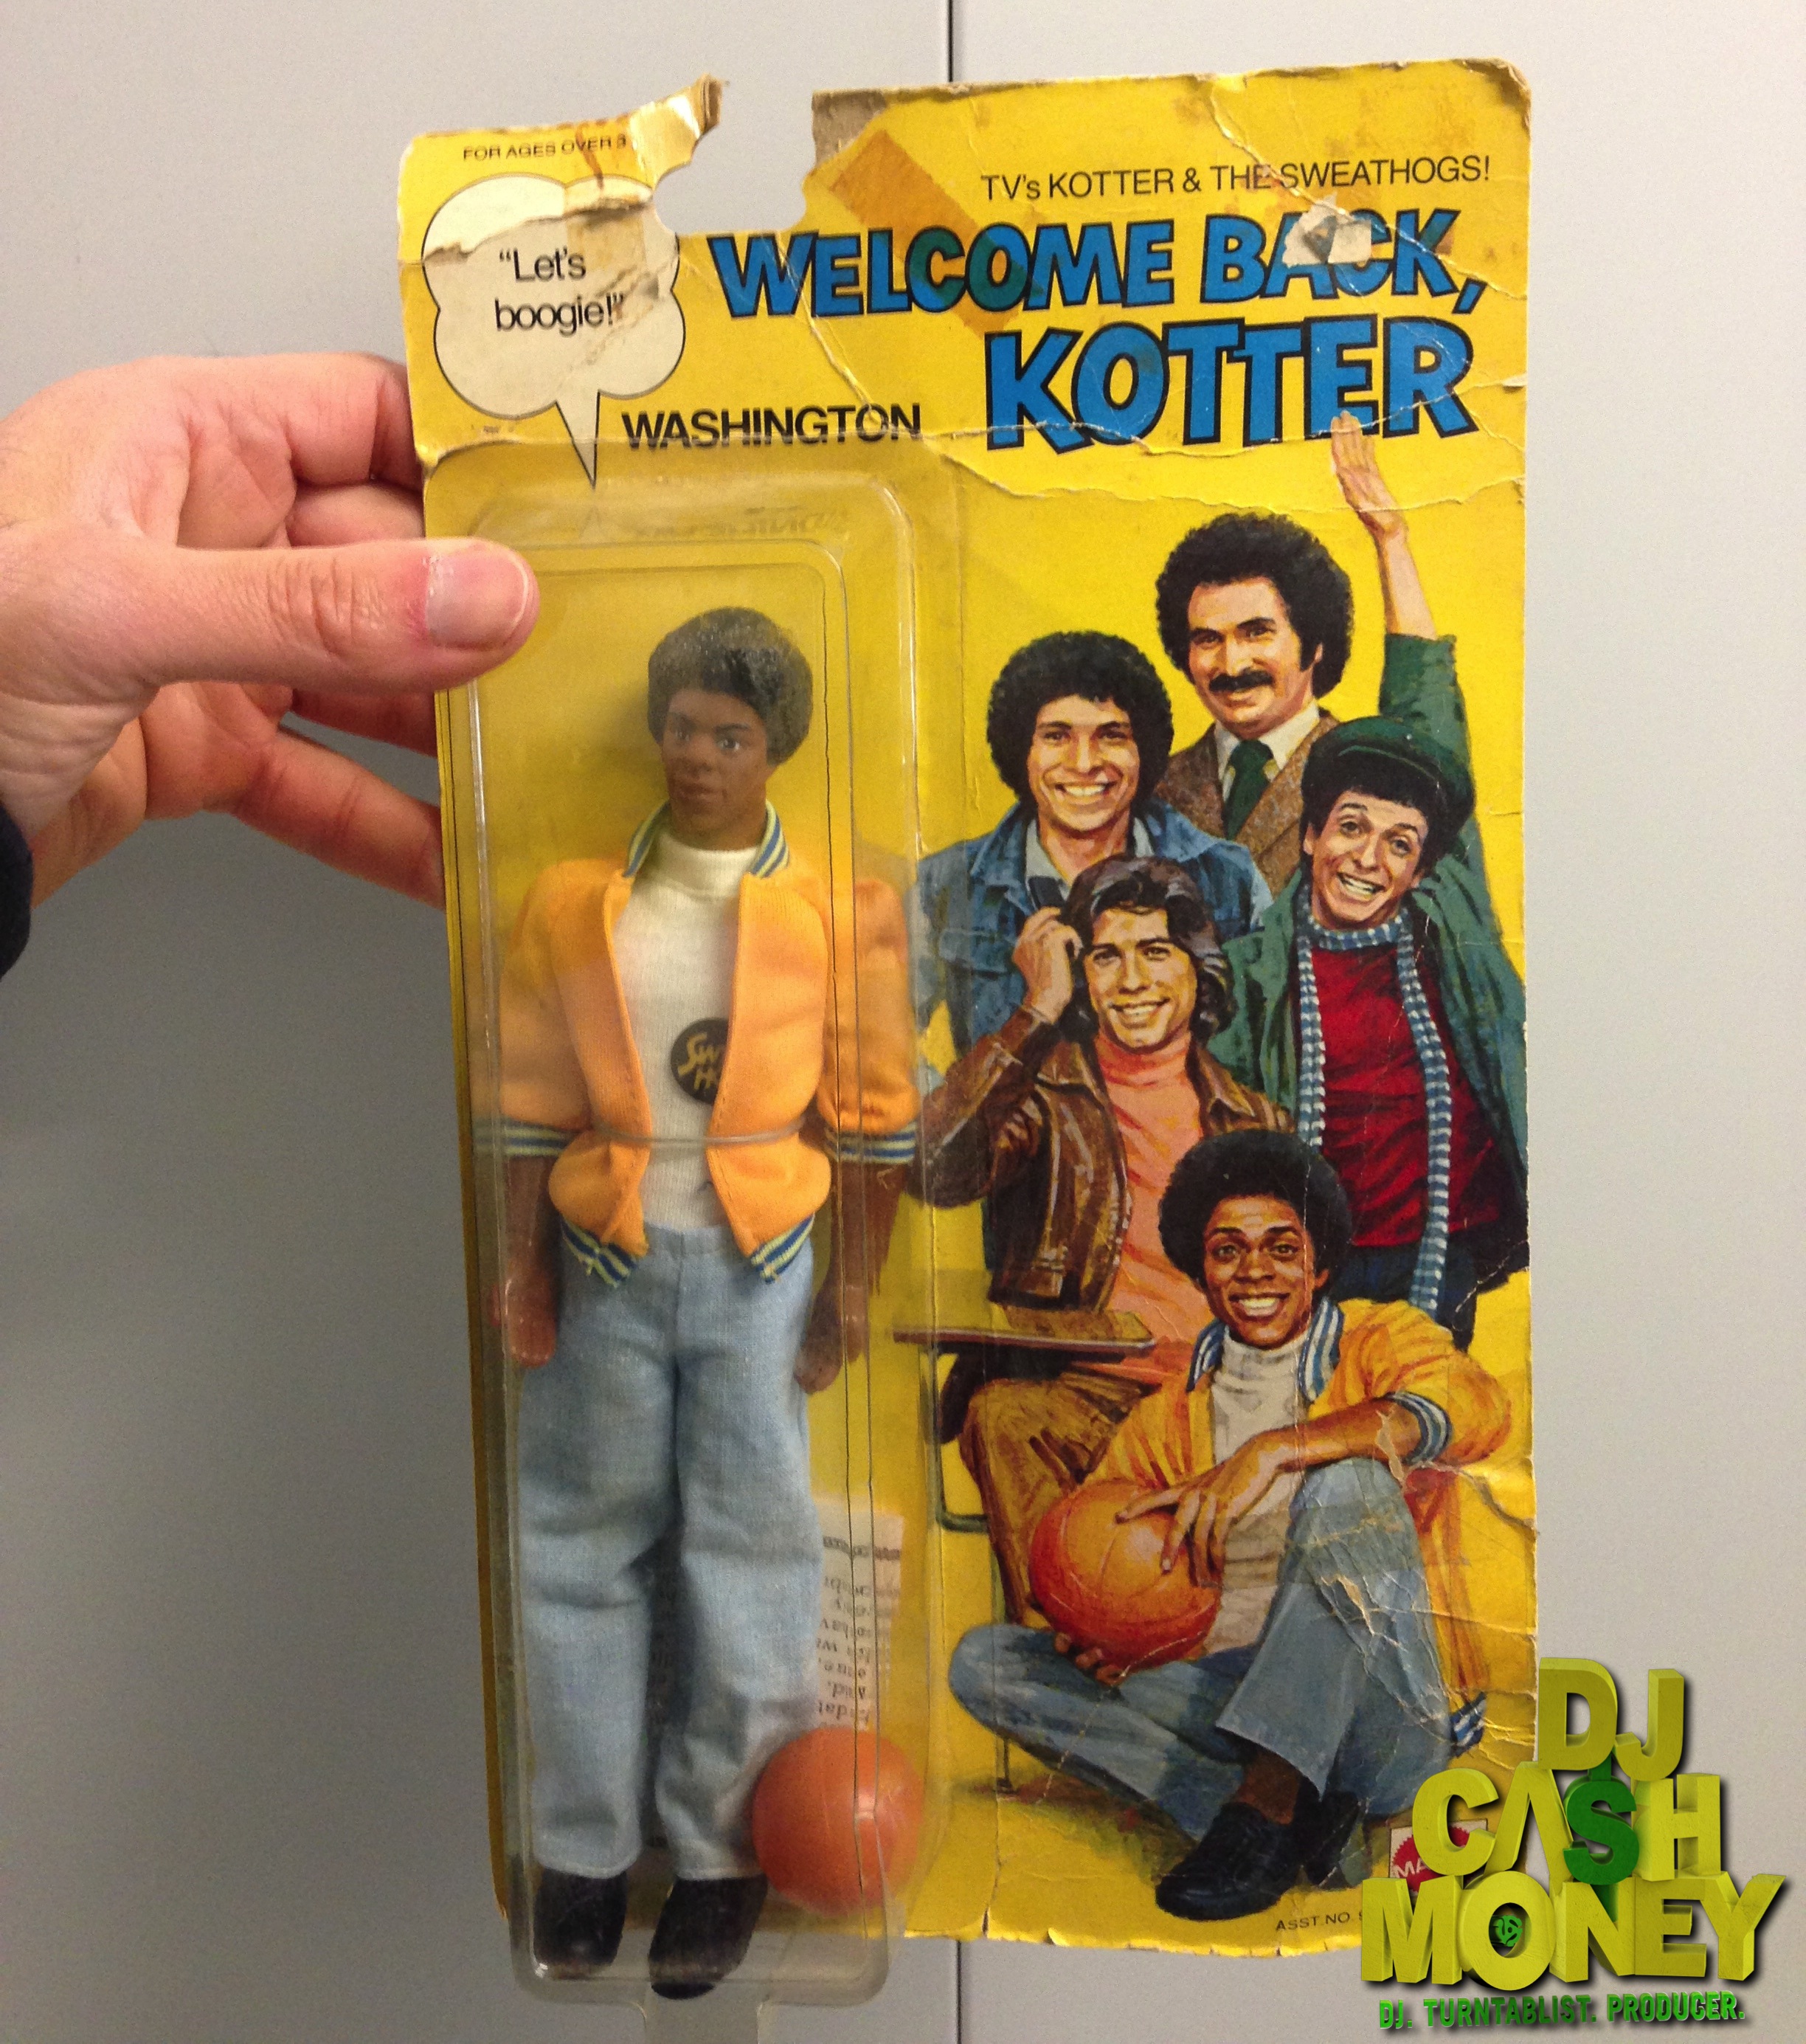 FOR AGES OVER 3
"Let's
boogie!"
TV's KOTTER & THE SWEATHOGS!
WELCOME BACK,
KOTTER
WASHINGTON
ASST. NO.
DJ
CA$H
MONEY
DJ. TURNTABLIST. PRODUCER.